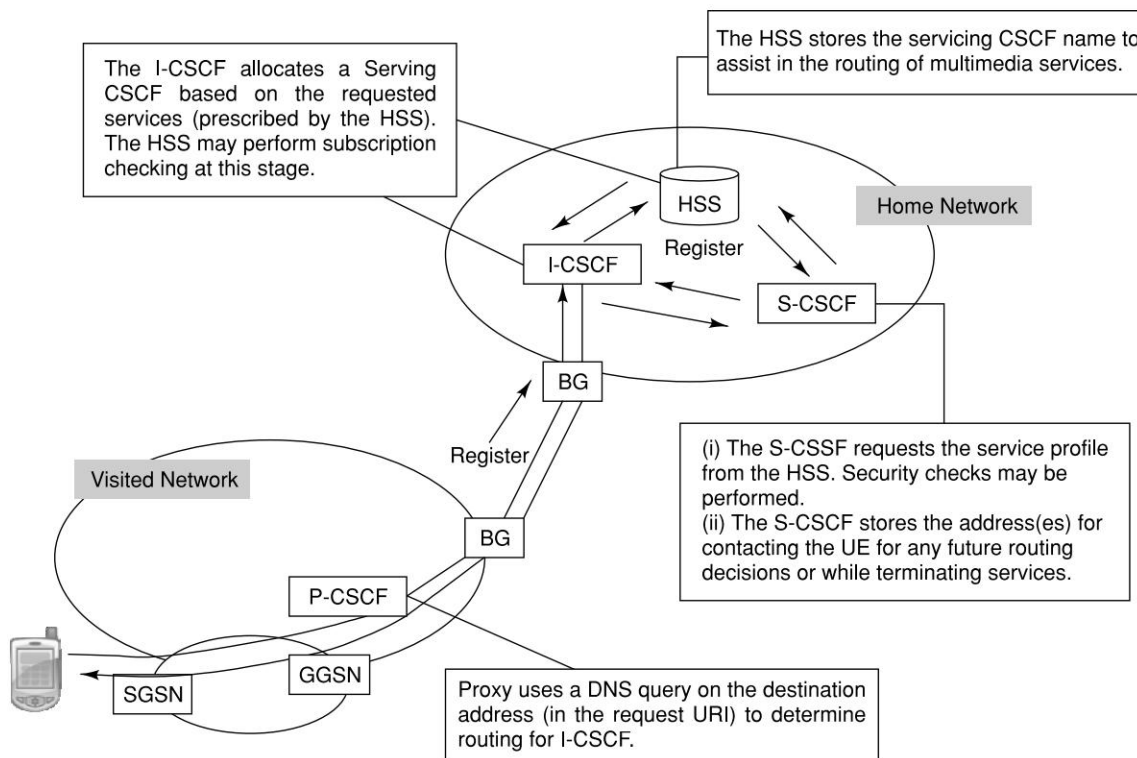 The HSS stores the servicing CSCF name to
assist in the routing of multimedia services.
The I-CSCF allocates a Serving
CSCF based on the requested
services (prescribed by the HSS).
The HSS may perform subscription
checking at this stage.
HSS
Home Network
Register
I-CSCF
S-CSCF
BG
Register
(i) The S-CSSF requests the service profile
from the HSS. Security checks may be
performed.
(ii) The S-CSCF stores the address(es) for
contacting the UE for any future routing
decisions or while terminating services.
Visited Network
BG
P-CSCF
GGSN
SGSN
Proxy uses a DNS query on the destination
address (in the request URI) to determine
routing for I-CSCF.